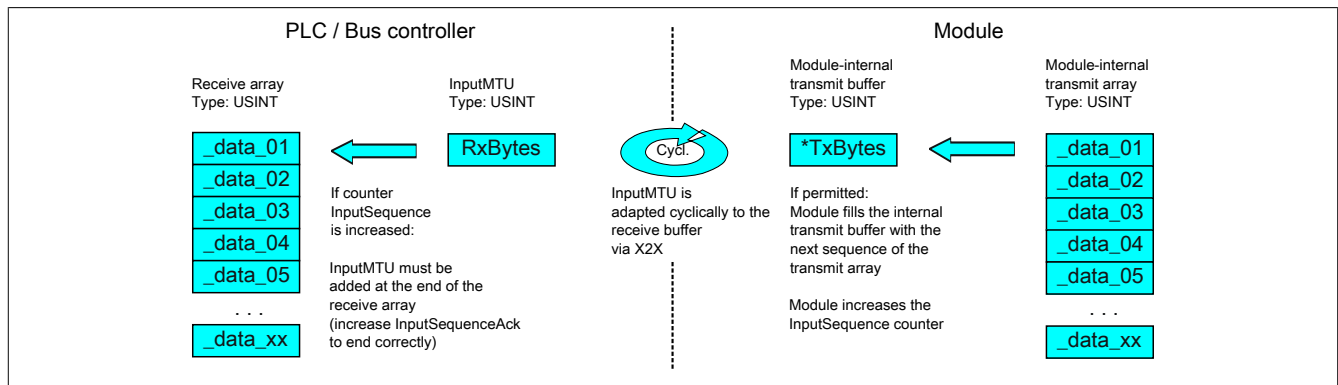 PLC / Bus controller
Module
Receive array
Type: USINT
InputMTU
Type: USINT
Module-internal
transmit buffer
Type: USINT
Module-internal
transmit array
Type: USINT
_data_01
_data_02
_data_03
_data_04
_data_05
. . .
_data_xx
If counter
InputSequence
is increased:
InputMTU must be
added at the end of the
receive array
(increase InputSequenceAck
to end correctly)
RxBytes
Cycl.
InputMTU is
adapted cyclically to the
receive buffer
via X2X
*TxBytes
If permitted:
Module fills the internal
transmit buffer with the
next sequence of the
transmit array
Module increases the
InputSequence counter
_data_01
_data_02
_data_03
_data_04
_data_05
. . .
_data_xx